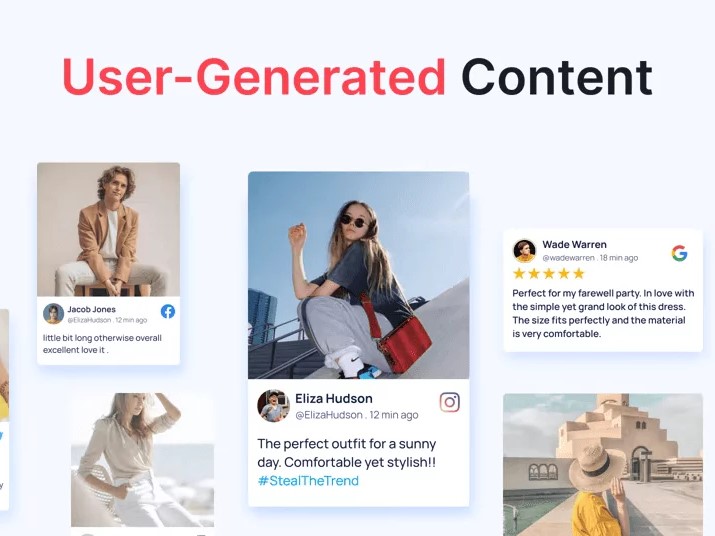 User-Generated Content
Jacob Jones
@ElizaHudson . 12 min ago
little bit long otherwise overall
excellent love it .
Eliza Hudson
@ElizaHudson . 12 min ago
The perfect outfit for a sunny
day. Comfortable yet stylish!!
#StealTheTrend
Wade Warren
@wadewarren . 18 min ago
Perfect for my farewell party. In love with
the simple yet grand look of this dress.
The size fits perfectly and the material
is very comfortable.